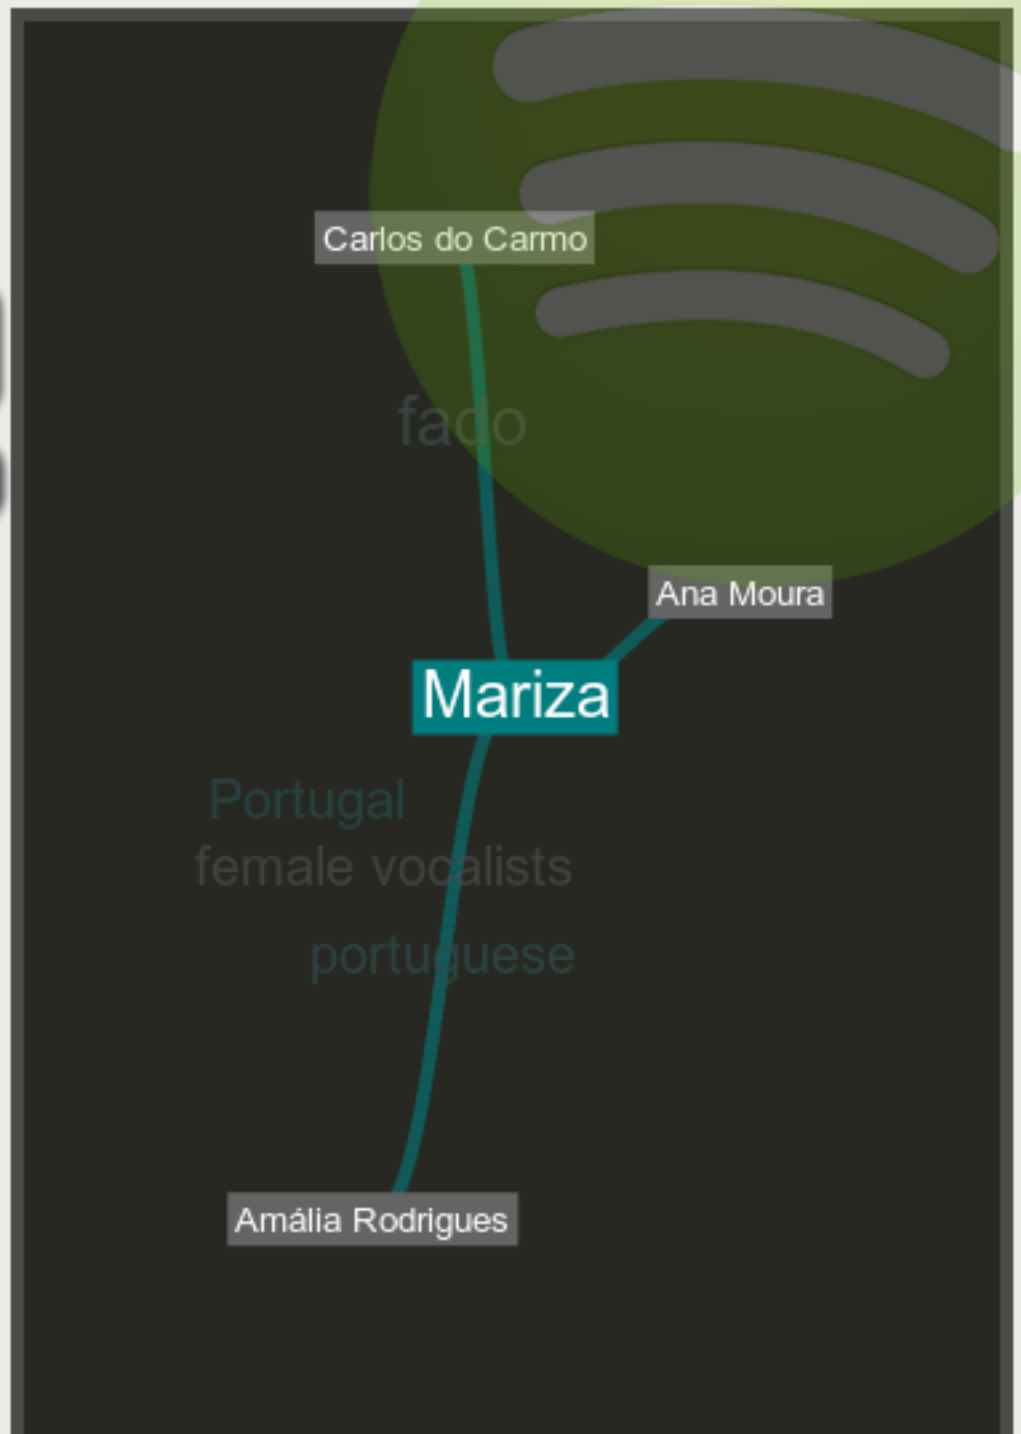 Carlos do Carmo
fado
Ana Moura
Mariza
Portugal
female vocalists
portuguese
Amália Rodrigues